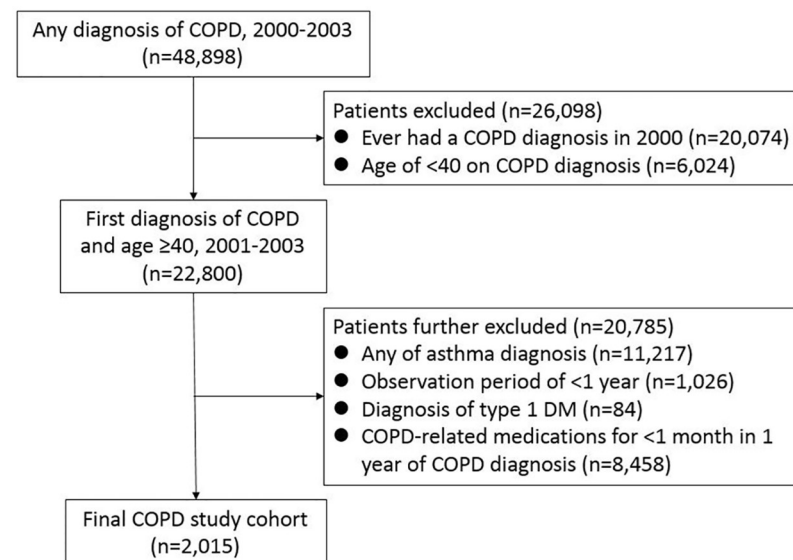 Any diagnosis of COPD, 2000-2003
(n=48,898)
Patients excluded (n=26,098)
● Ever had a COPD diagnosis in 2000 (n=20,074)
● Age of <40 on COPD diagnosis (n=6,024)
First diagnosis of COPD
and age ≥40, 2001-2003
(n=22,800)
Patients further excluded (n=20,785)
● Any of asthma diagnosis (n=11,217)
● Observation period of <1 year (n=1,026)
● Diagnosis of type 1 DM (n=84)
● COPD-related medications for <1 month in 1
year of COPD diagnosis (n=8,458)
Final COPD study cohort
(n=2,015)